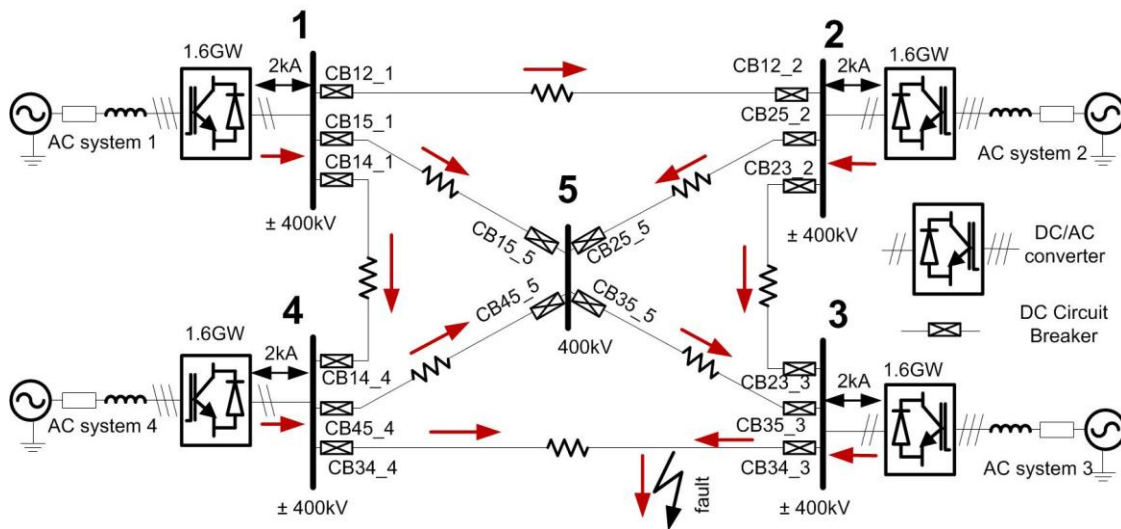 1
2
1.6GW
2kA
CB12_1
CB12_2
2kA
1.6GW
CB15_1
CB25_2
AC system 1
CB14_1
CB23_2
AC system 2
± 400kV
5
± 400kV
CB15_5
CB25_5
DC/AC
converter
CB45_5
CB35_5
4
3
DC Circuit
Breaker
1.6GW
2kA
400kV
CB14_4
CB23_3
2kA
1.6GW
AC system 4
CB45_4
CB35_3
CB34_4
CB34_3
AC system 3
fault
± 400kV
± 400kV